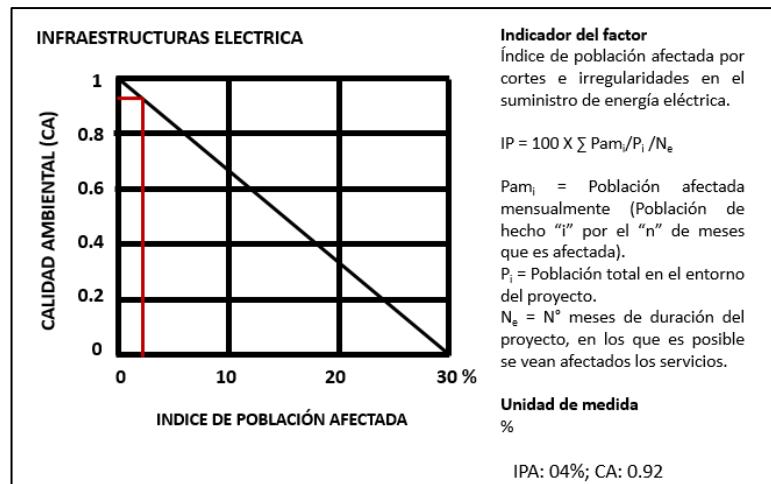 INFRAESTRUCTURAS ELECTRICA
CALIDAD AMBIENTAL (CA)
1
0.8
0.6
0.4
0.2
0
0 10 20 30 %
INDICE DE POBLACIÓN AFECTADA
Indicador del factor
Índice de población afectada por
cortes e irregularidades en el
suministro de energía eléctrica.
IP = 100 X ∑ Pamᵢ/Pᵢ /Nₑ
Pamᵢ = Población afectada
mensualmente (Población de
hecho “i” por el “n” de meses
que es afectada).
Pᵢ = Población total en el entorno
del proyecto.
Nₑ = N° meses de duración del
proyecto, en los que es posible
se vean afectados los servicios.
Unidad de medida
%
IPA: 04%; CA: 0.92